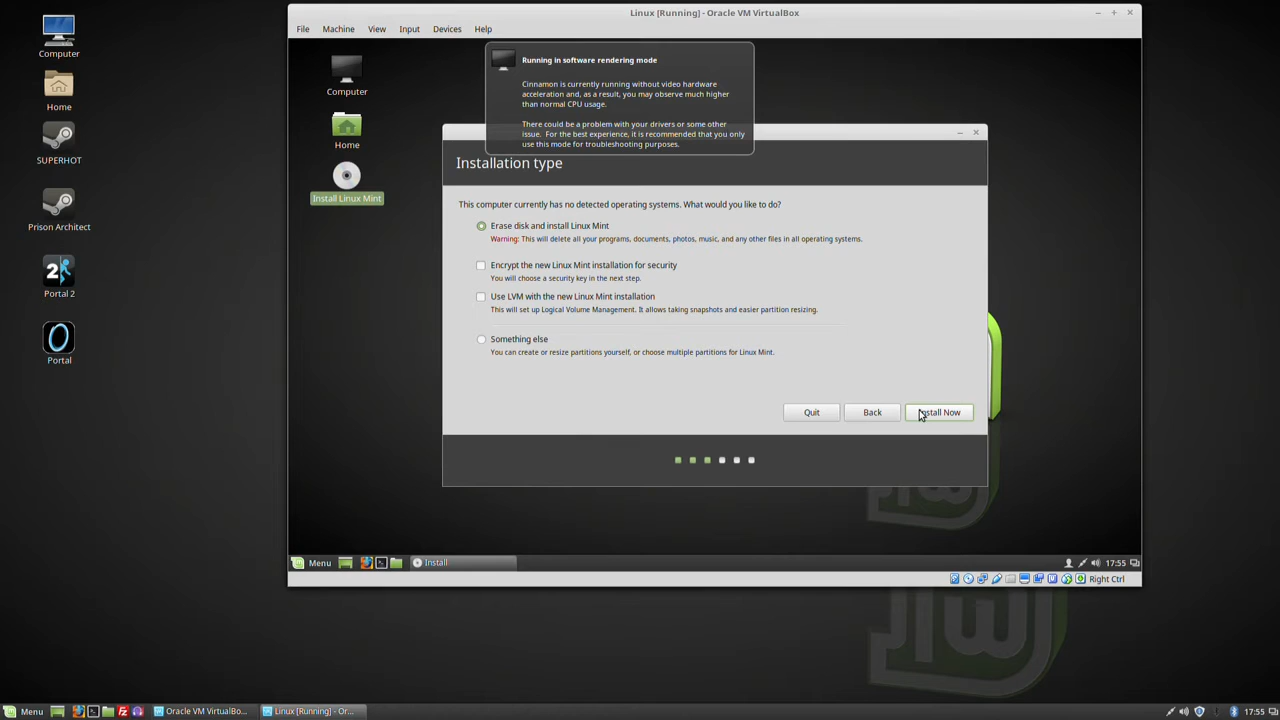 Linux [Running] - Oracle VM VirtualBox
File Machine View Input Devices Help
Computer
Home
SUPERHOT
Prison Architect
Portal 2
Portal
Computer
Home
Install Linux Mint
Running in software rendering mode
Cinnamon is currently running without video hardware
acceleration and, as a result, you may observe much higher
than normal CPU usage.
There could be a problem with your drivers or some other
issue. For the best experience, it is recommended that you only
use this mode for troubleshooting purposes.
Installation type
This computer currently has no detected operating systems. What would you like to do?
Erase disk and install Linux Mint
Warning: This will delete all your programs, documents, photos, music, and any other files in all operating systems.
Encrypt the new Linux Mint installation for security
You will choose a security key in the next step.
Use LVM with the new Linux Mint installation
This will set up Logical Volume Management. It allows taking snapshots and easier partition resizing.
Something else
You can create or resize partitions yourself, or choose multiple partitions for Linux Mint.
Quit Back Install Now
Menu Install 17:55
Right Ctrl
Menu Oracle VM VirtualBo... Linux [Running] - Or... 17:55